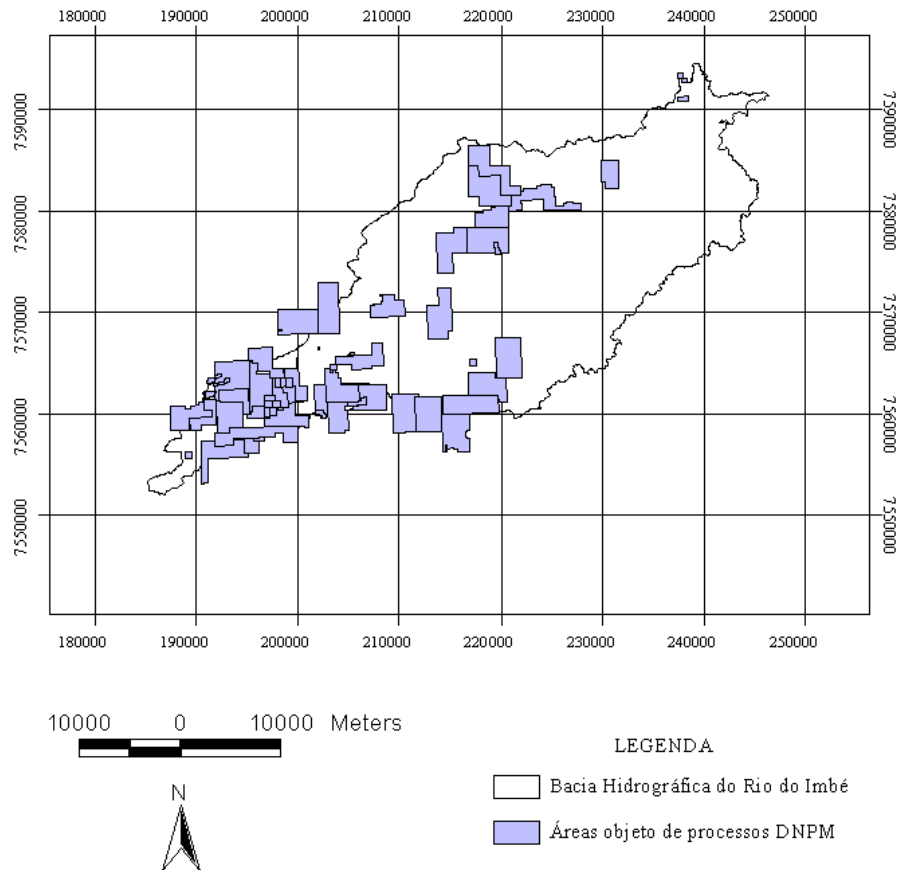 180000 190000 200000 210000 220000 230000 240000 250000
7590000 7590000
7580000 7580000
7570000 7570000
7560000 7560000
7550000 7550000
180000 190000 200000 210000 220000 230000 240000 250000
10000 0 10000 Meters
N
LEGENDA
Bacia Hidrográfica do Rio do Imbé
Áreas objeto de processos DNPM